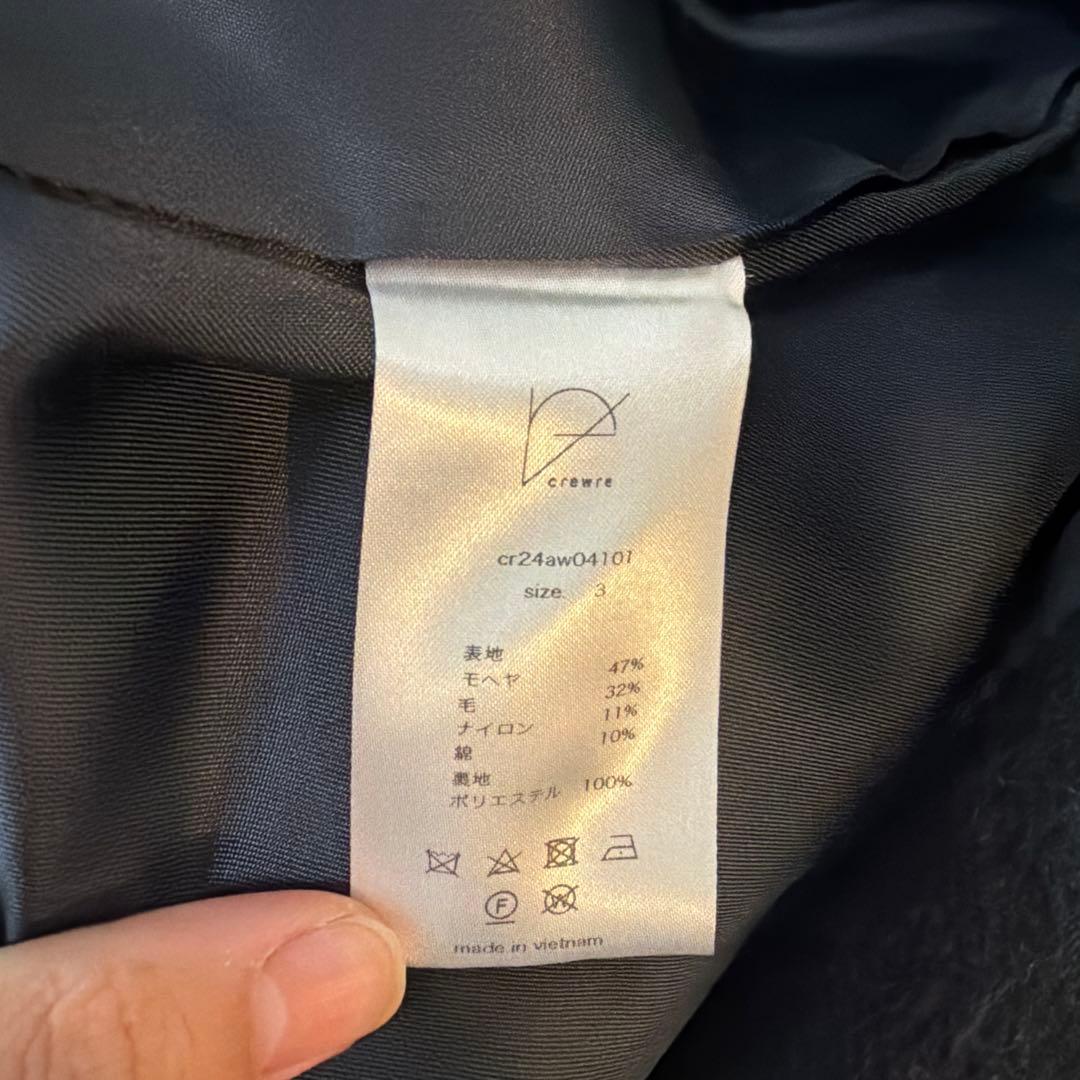 crewre
cr24aw04101
size. 3
表地
モヘヤ 47%
毛 32%
ナイロン 11%
綿 10%
裏地
ポリエステル 100%
F
W
made in vietnam